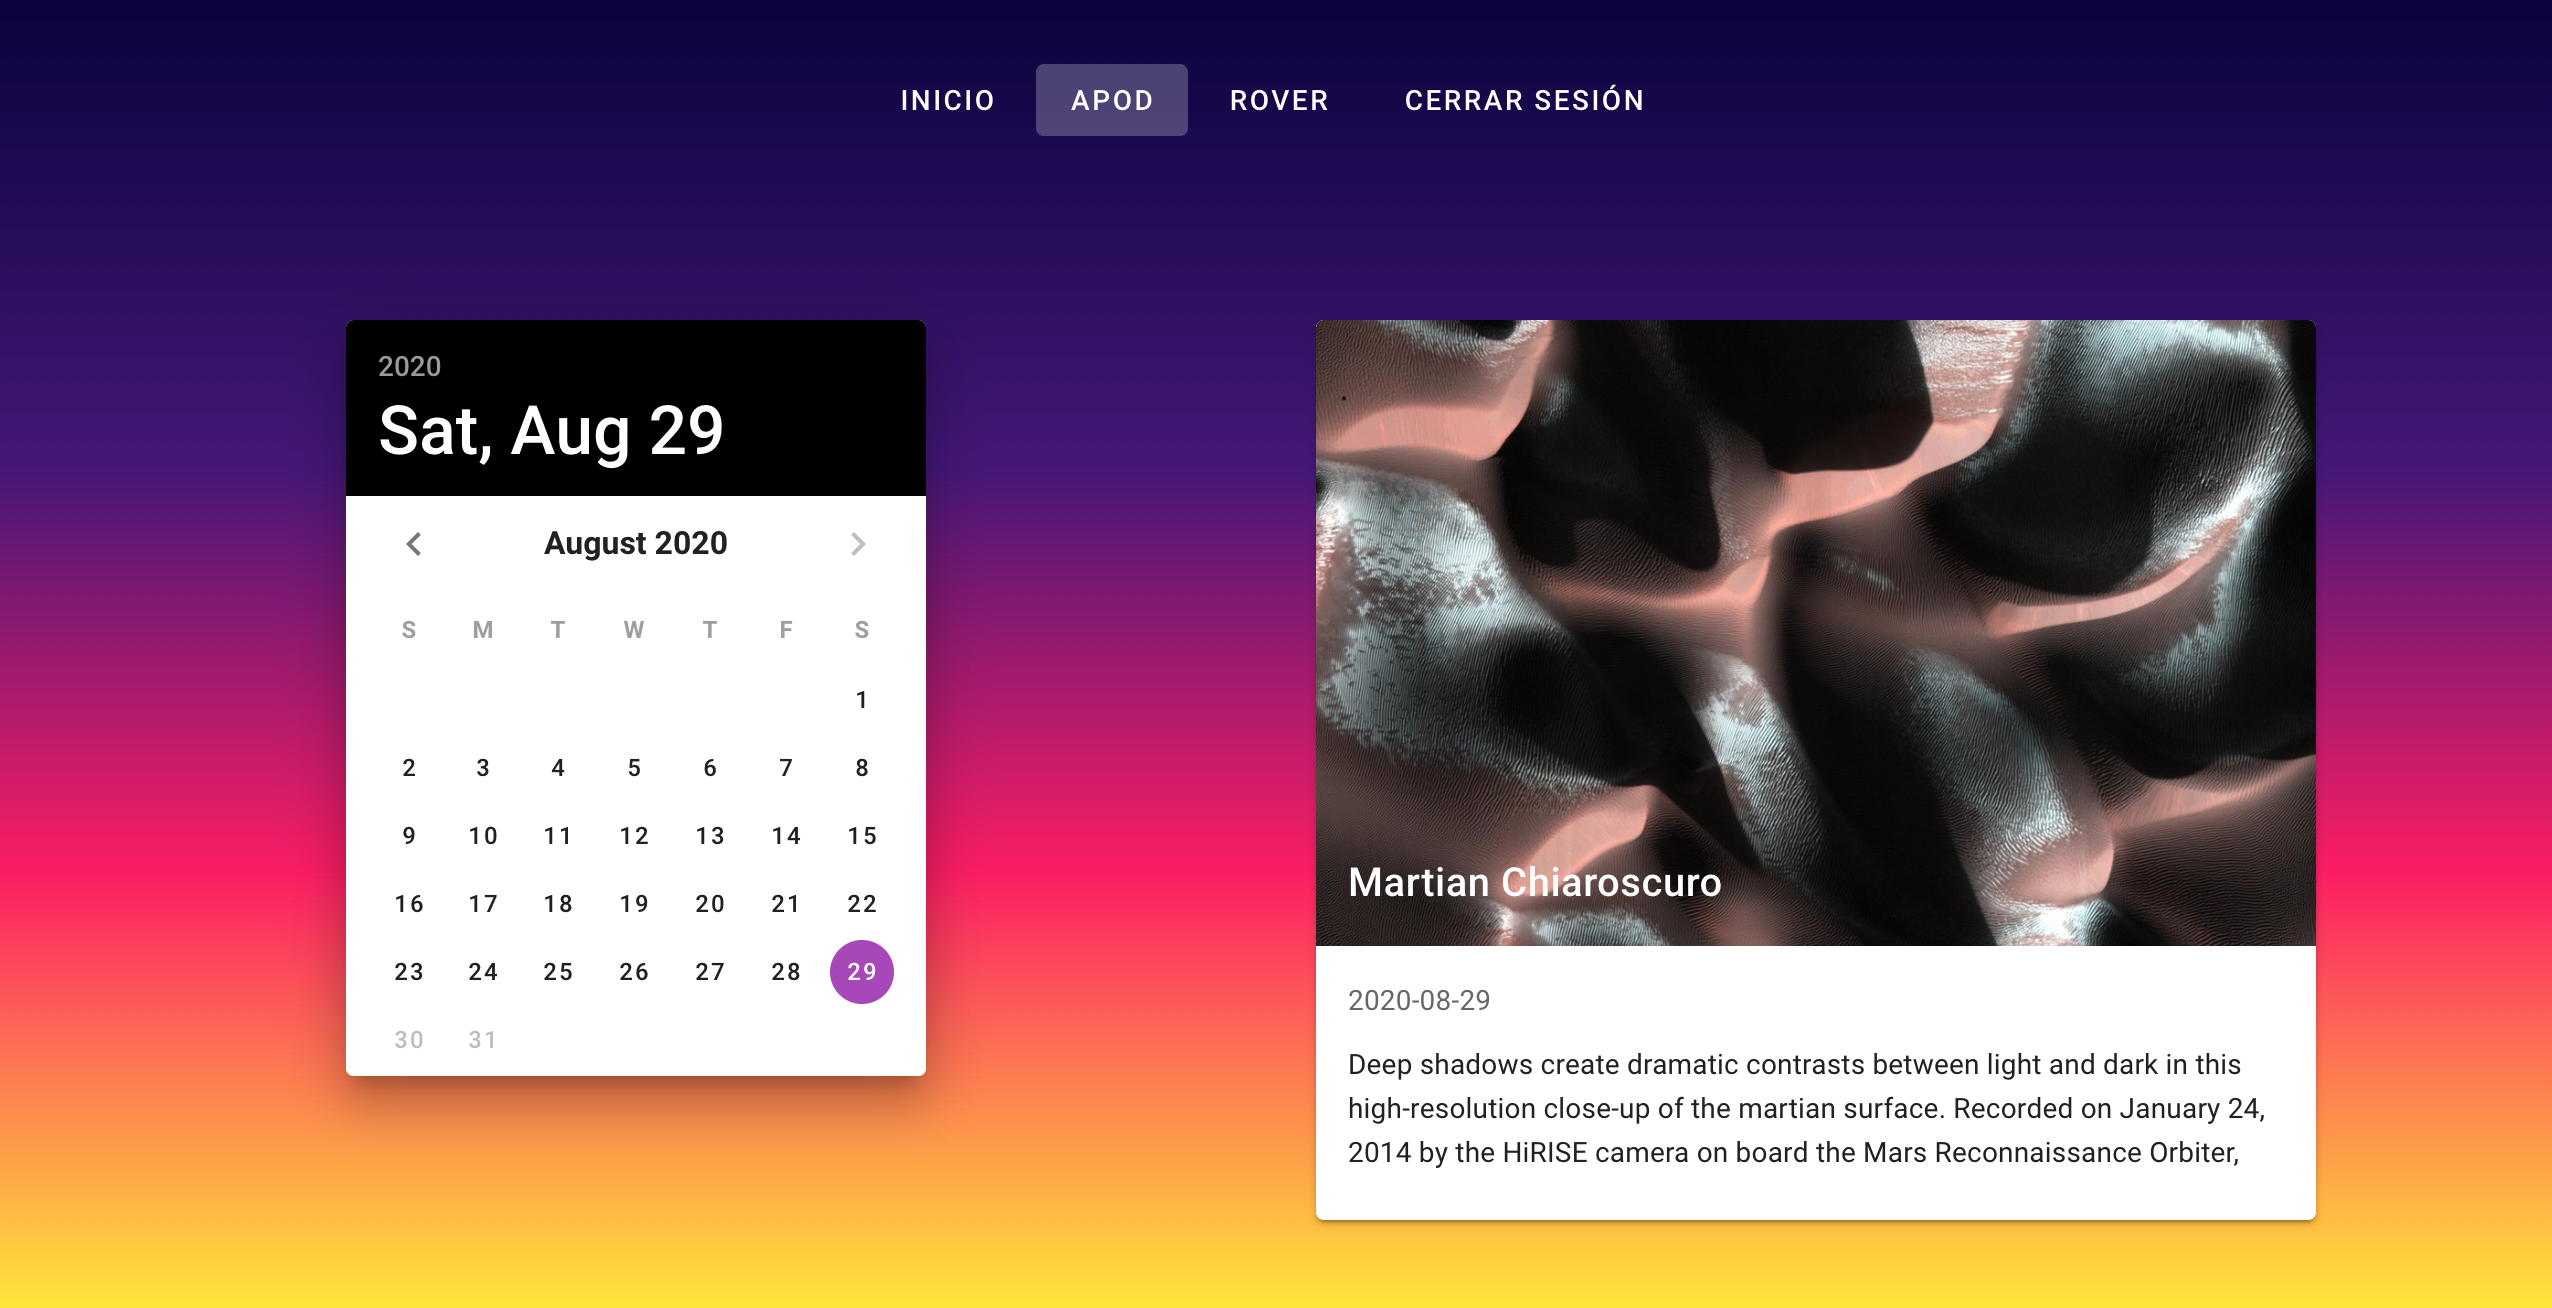 INICIO APOD ROVER CERRAR SESIÓN
2020
Sat, Aug 29
August 2020
S M T W T F S
1
2 3 4 5 6 7 8
9 10 11 12 13 14 15
16 17 18 19 20 21 22
23 24 25 26 27 28 29
30 31
Martian Chiaroscuro
2020-08-29
Deep shadows create dramatic contrasts between light and dark in this
high-resolution close-up of the martian surface. Recorded on January 24,
2014 by the HiRISE camera on board the Mars Reconnaissance Orbiter,